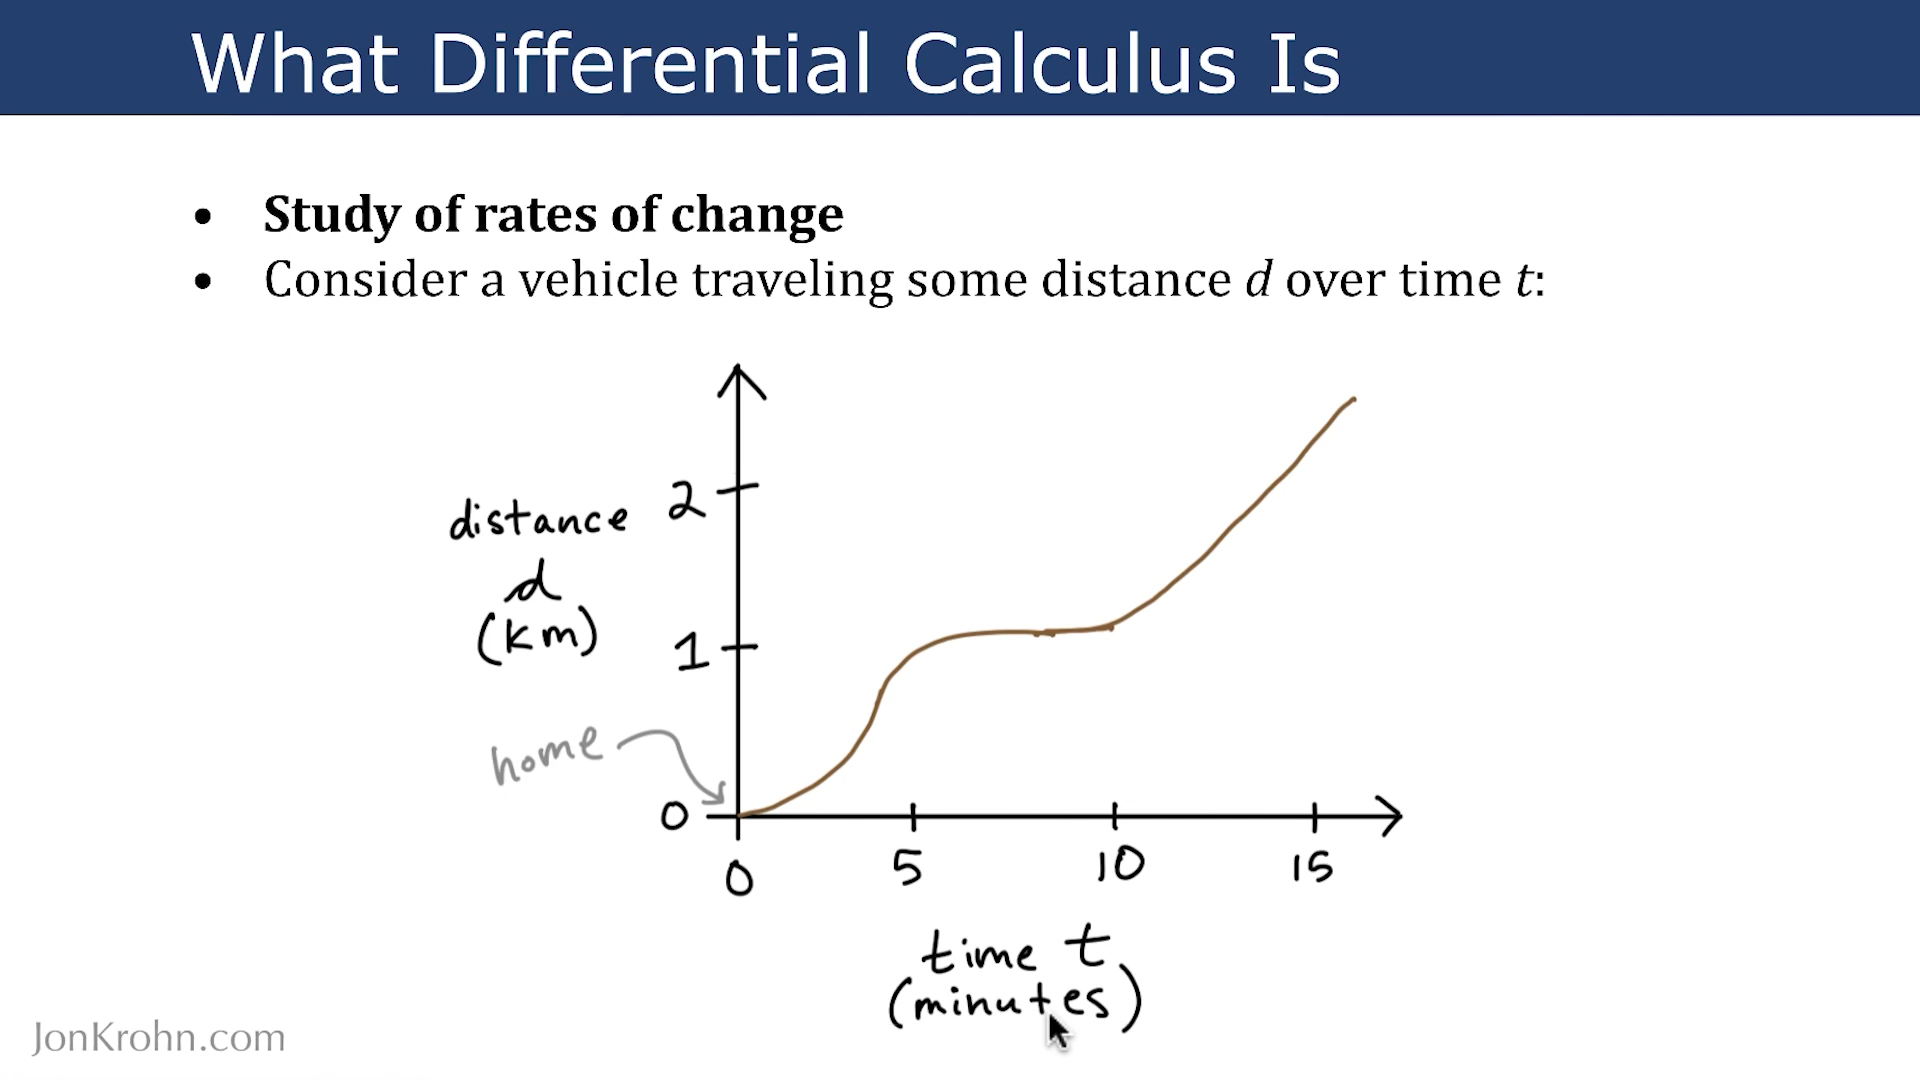 What Differential Calculus Is
• Study of rates of change
• Consider a vehicle traveling some distance d over time t:
distance
d
(km)
2
1
home
0
0 5 10 15
time t
(minutes)
JonKrohn.com